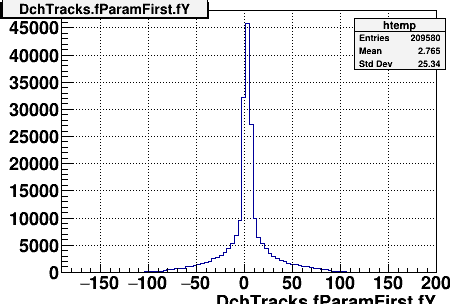 DchTracks.fParamFirst.fY
htemp
Entries 209580
Mean 2.765
Std Dev 25.34
45000
40000
35000
30000
25000
20000
15000
10000
5000
0
−150 −100 −50 0 50 100 150 200
DchTracks.fParamFirst.fY